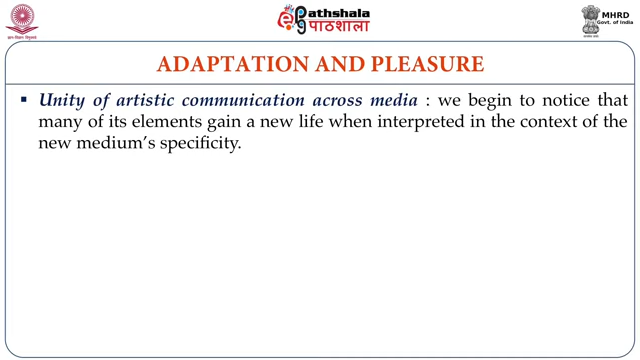 Pathshala
पाठशाला
MHRD
Govt. of India
ADAPTATION AND PLEASURE
▪ Unity of artistic communication across media : we begin to notice that
many of its elements gain a new life when interpreted in the context of the
new medium’s specificity.